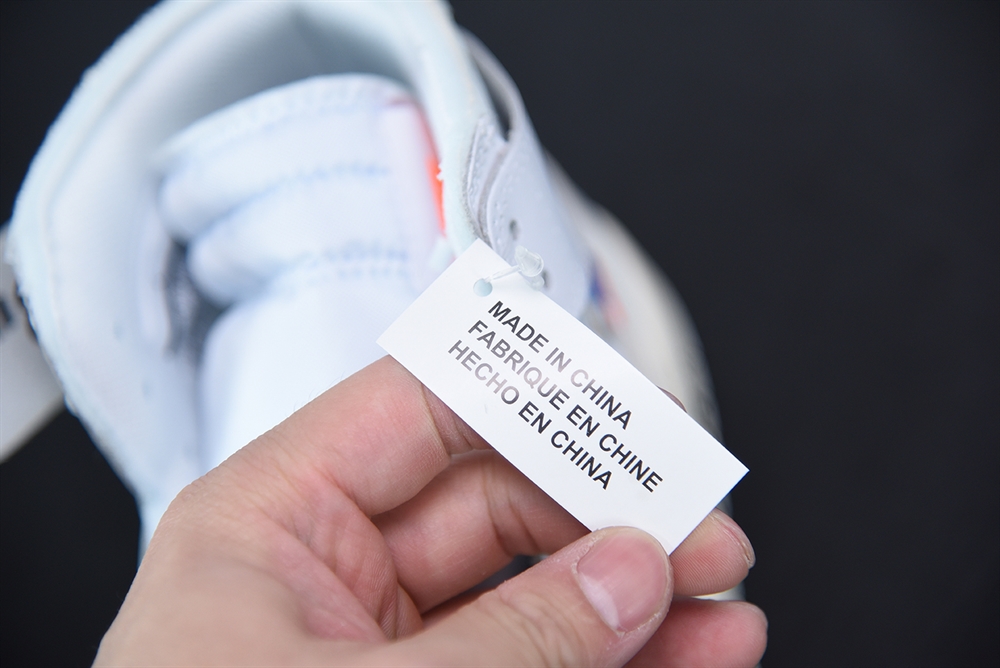 MADE IN CHINA
FABRIQUE EN CHINE
HECHO EN CHINA